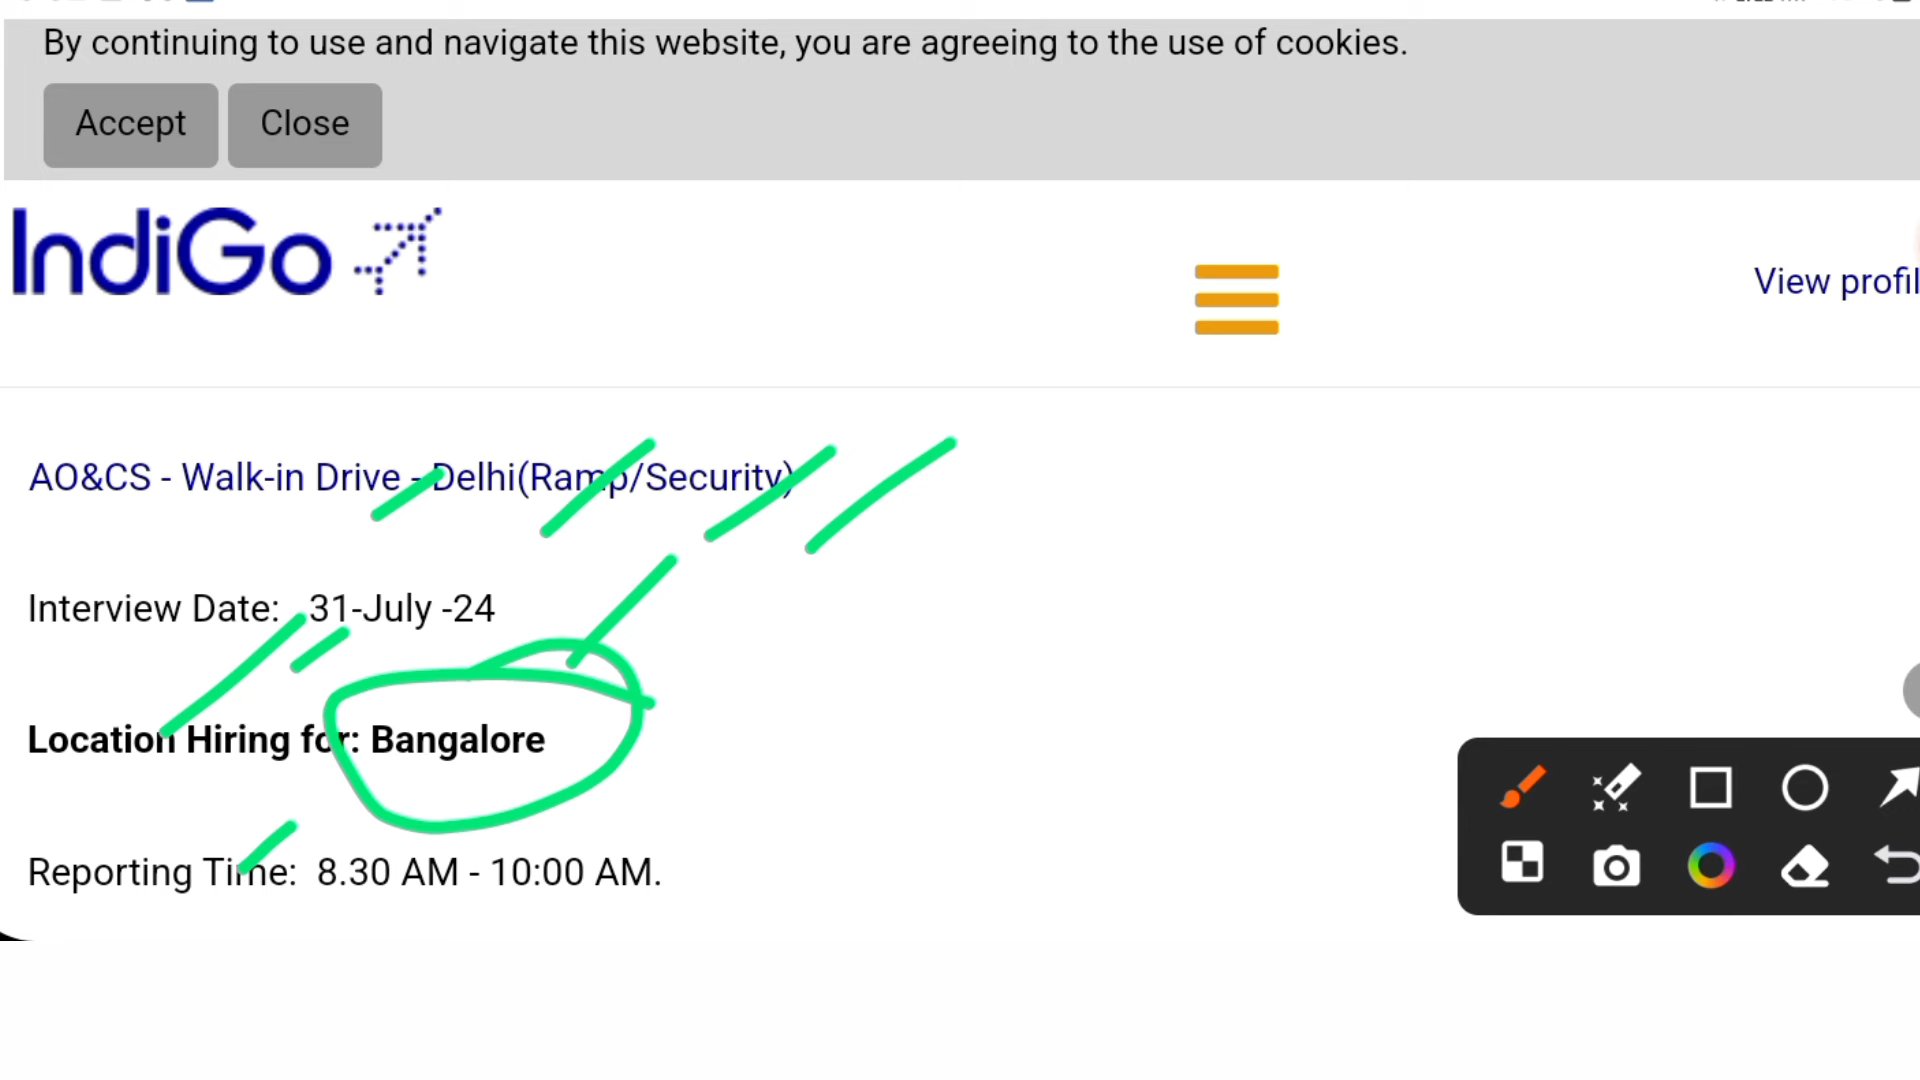 By continuing to use and navigate this website, you are agreeing to the use of cookies.
Accept Close
IndiGo
View profil
AO&CS - Walk-in Drive - Delhi(Ramp/Security)
Interview Date: 31-July -24
Location Hiring for: Bangalore
Reporting Time: 8.30 AM - 10:00 AM.